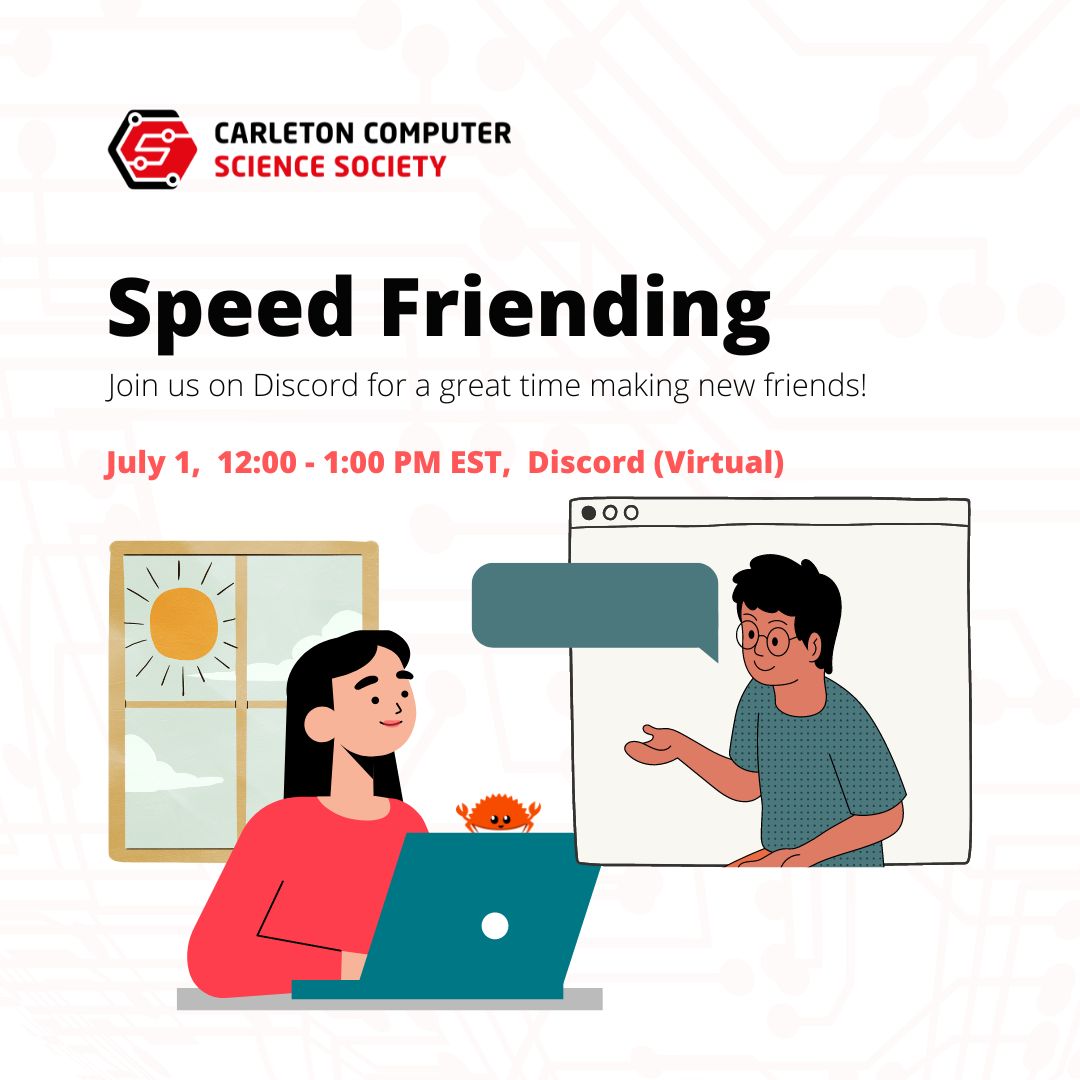 CARLETON COMPUTER
SCIENCE SOCIETY
Speed Friending
Join us on Discord for a great time making new friends!
July 1, 12:00 - 1:00 PM EST, Discord (Virtual)